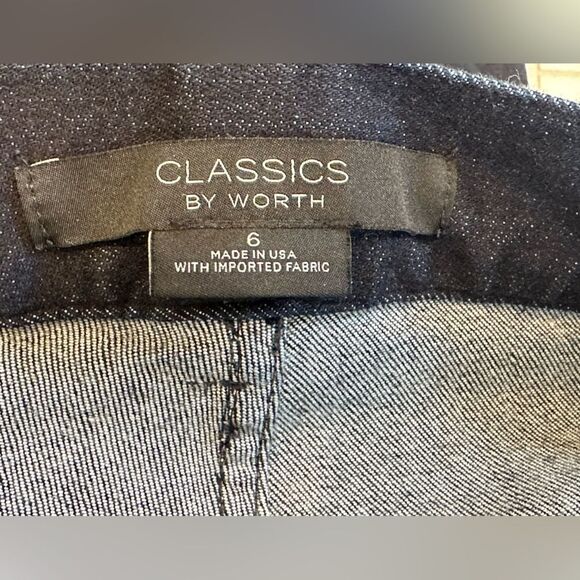 CLASSICS
BY WORTH
6
MADE IN USA
WITH IMPORTED FABRIC